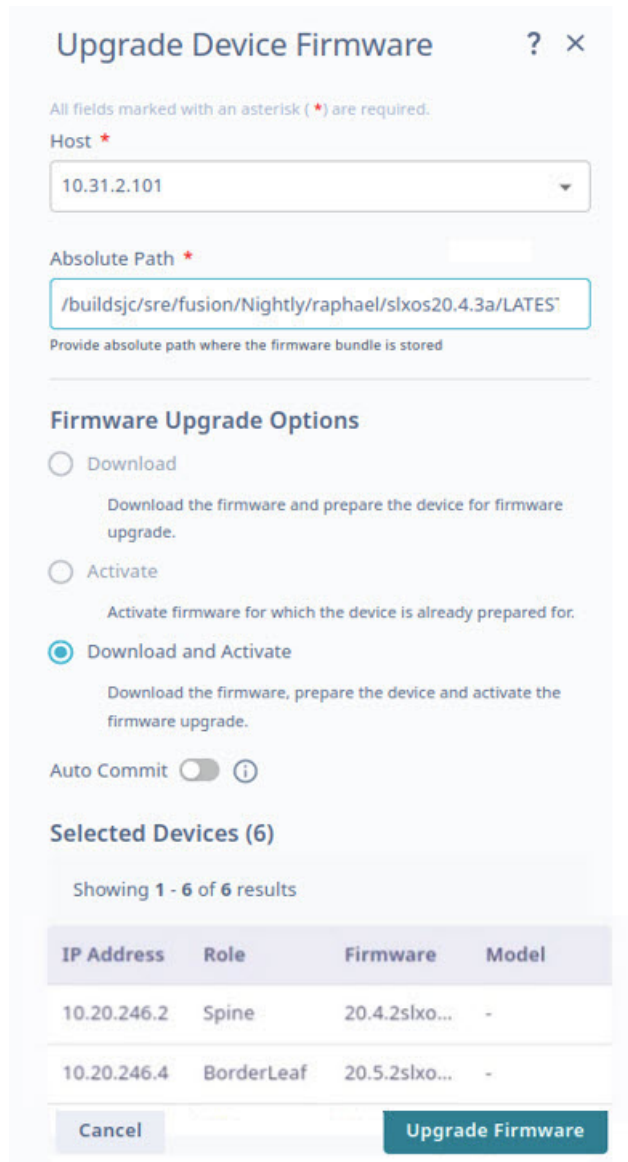 Upgrade Device Firmware ? ×
All fields marked with an asterisk ( *) are required.
Host *
10.31.2.101
Absolute Path *
/buildsjc/sre/fusion/Nightly/raphael/slxos20.4.3a/LATEST
Provide absolute path where the firmware bundle is stored
Firmware Upgrade Options
Download
Download the firmware and prepare the device for firmware
upgrade.
Activate
Activate firmware for which the device is already prepared for.
Download and Activate
Download the firmware, prepare the device and activate the
firmware upgrade.
Auto Commit
Selected Devices (6)
Showing 1 - 6 of 6 results
IP Address Role Firmware Model
10.20.246.2 Spine 20.4.2slxo... -
10.20.246.4 BorderLeaf 20.5.2slxo... -
Cancel Upgrade Firmware